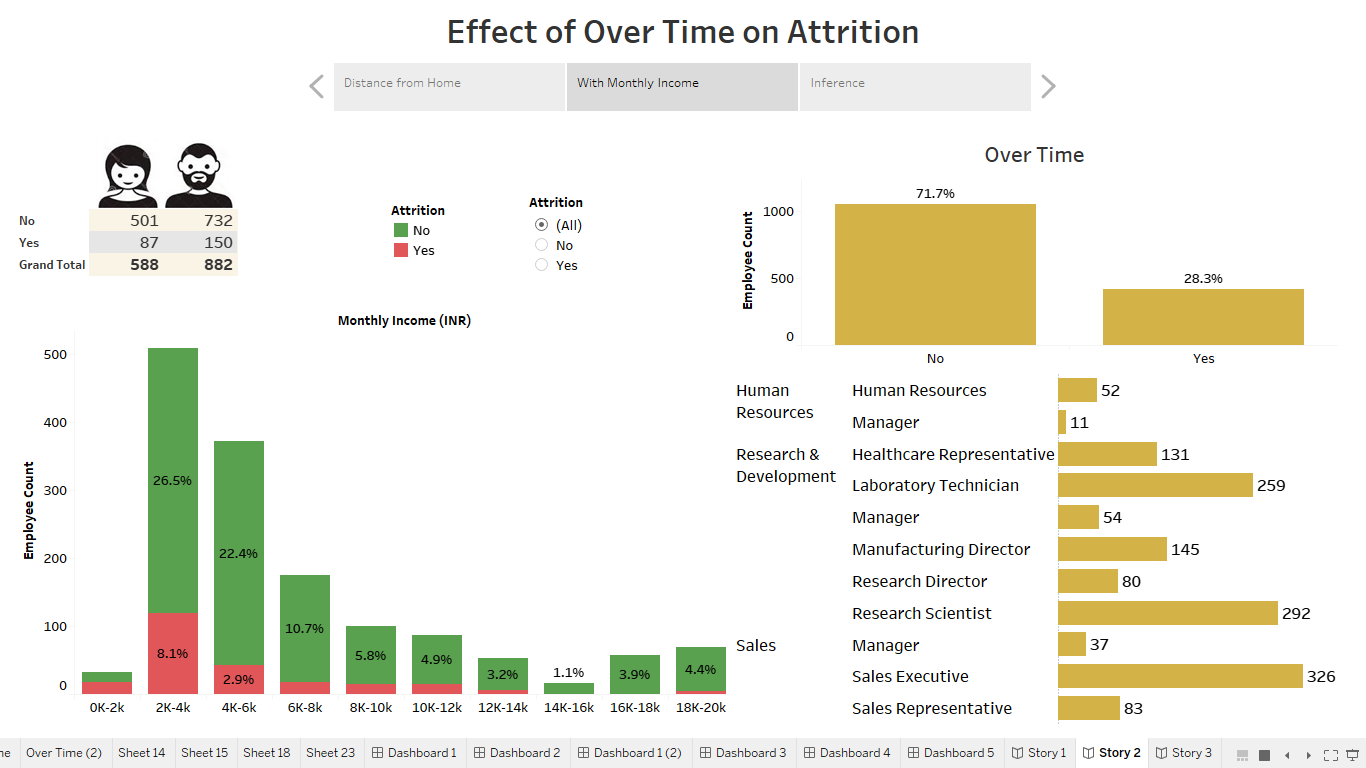 Effect of Over Time on Attrition
Distance from Home
With Monthly Income
Inference
No 501 732
Yes 87 150
Grand Total 588 882
Attrition
No
Yes
Attrition
(All)
No
Yes
Monthly Income (INR)
Employee Count
500
400
300
200
100
0
26.5%
8.1%
22.4%
2.9%
10.7%
5.8%
4.9%
3.2%
1.1%
3.9%
4.4%
0K-2k 2K-4k 4K-6k 6K-8k 8K-10k 10K-12k 12K-14k 14K-16k 16K-18k 18K-20k
Over Time
Employee Count
1000
500
0
71.7%
28.3%
No Yes
Human
Resources
Human Resources 52
Manager 11
Research &
Development
Healthcare Representative 131
Laboratory Technician 259
Manager 54
Manufacturing Director 145
Research Director 80
Research Scientist 292
Sales
Manager 37
Sales Executive 326
Sales Representative 83
ne Over Time (2) Sheet 14 Sheet 15 Sheet 18 Sheet 23 Dashboard 1 Dashboard 2 Dashboard 1 (2) Dashboard 3 Dashboard 4 Dashboard 5 Story 1 Story 2 Story 3